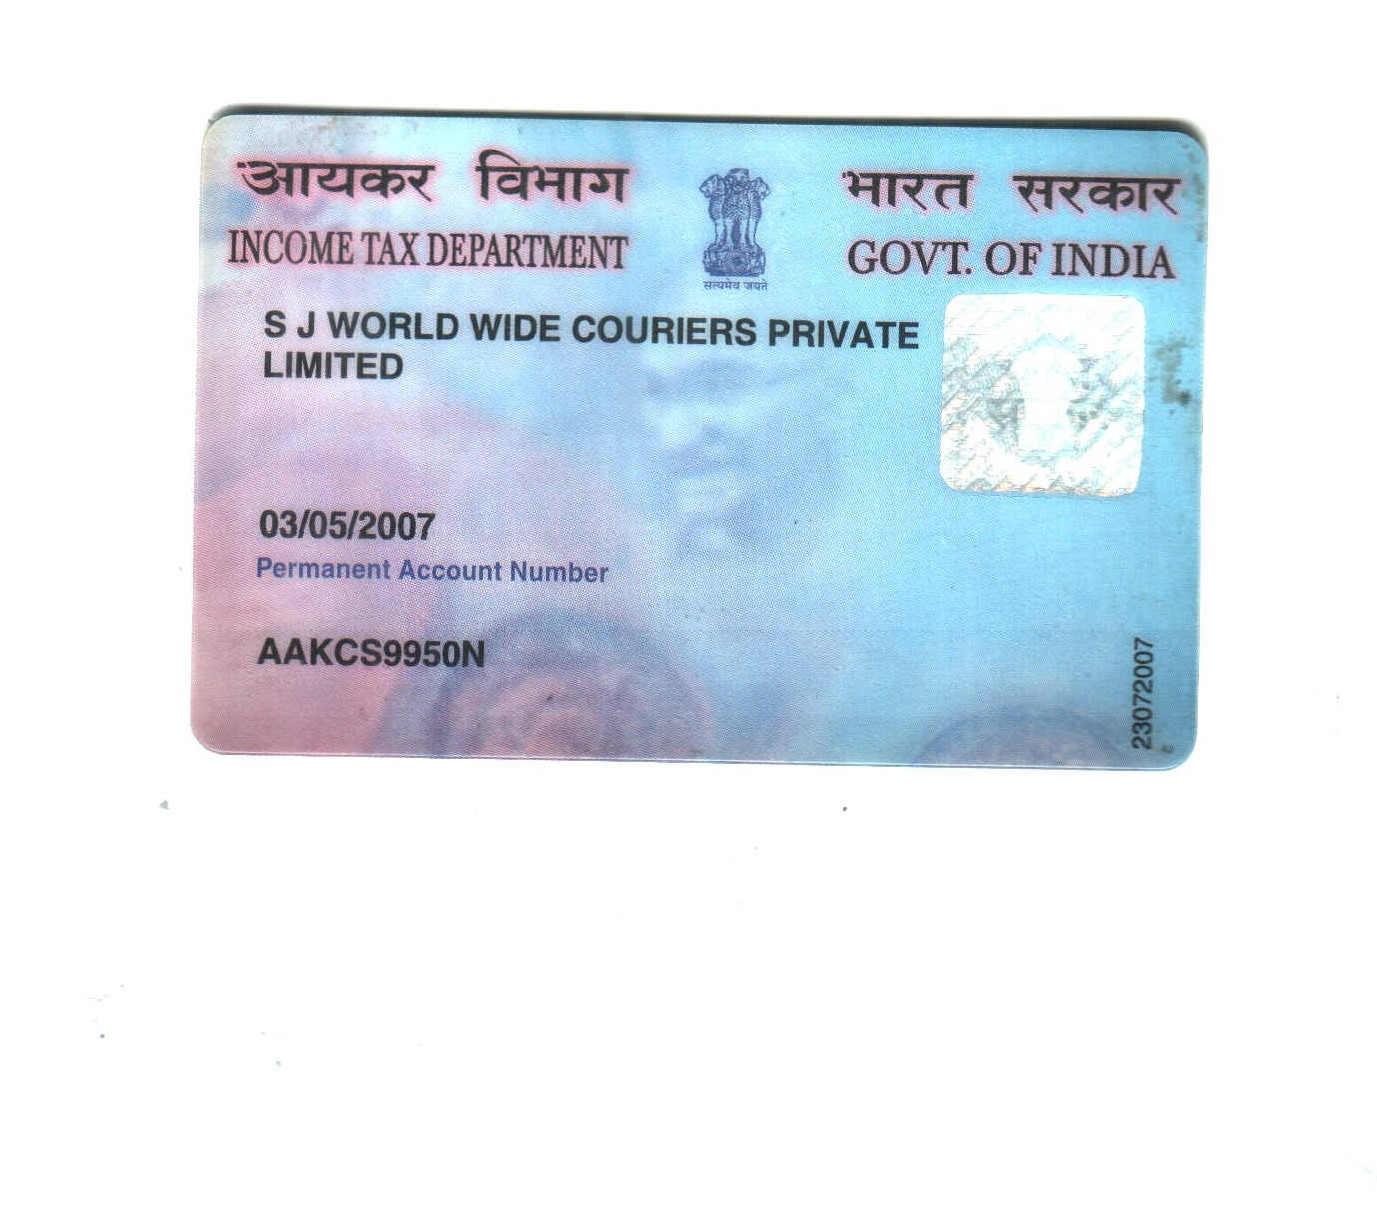 आयकर विभाग
INCOME TAX DEPARTMENT
सत्यमेव जयते
भारत सरकार
GOVT. OF INDIA
S J WORLD WIDE COURIERS PRIVATE
LIMITED
03/05/2007
Permanent Account Number
AAKCS9950N
23072007